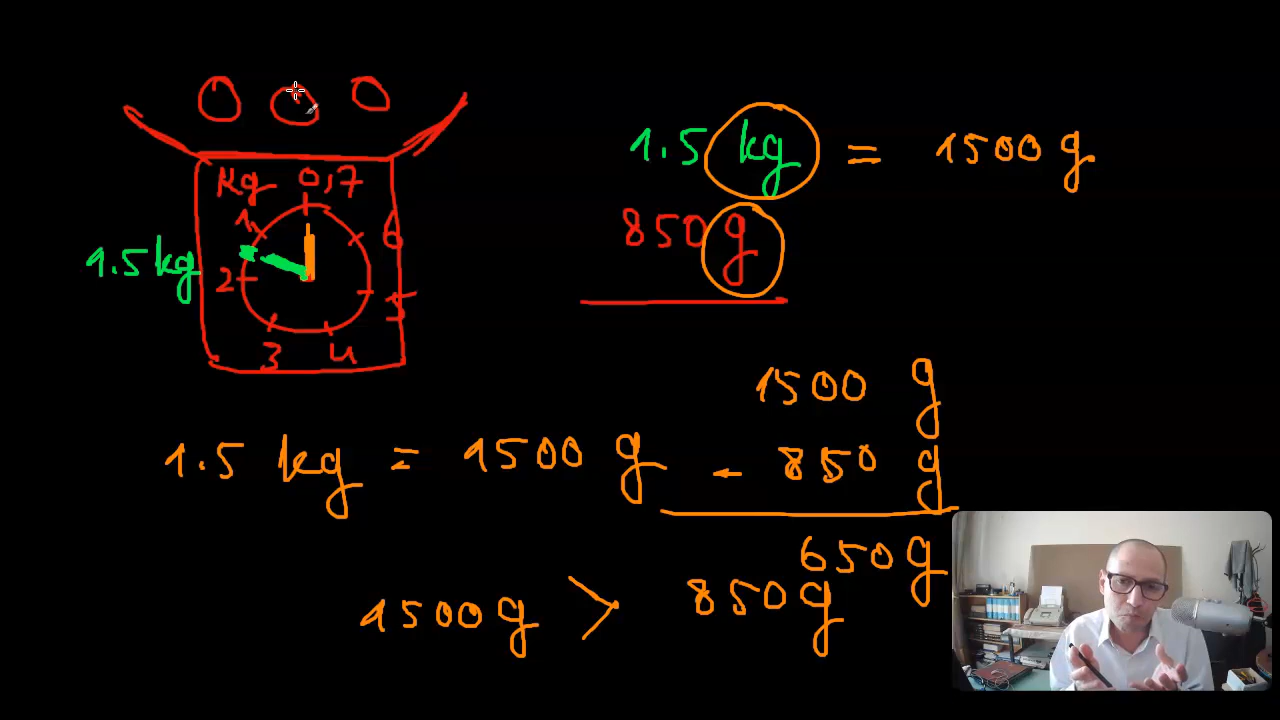 Kg 0,7
1 6
1.5 kg
2 5
3 4
1.5 kg = 1500 g
850 g
1500 g
- 850 g
650 g
1.5 kg = 1500 g
1500 g > 850 g